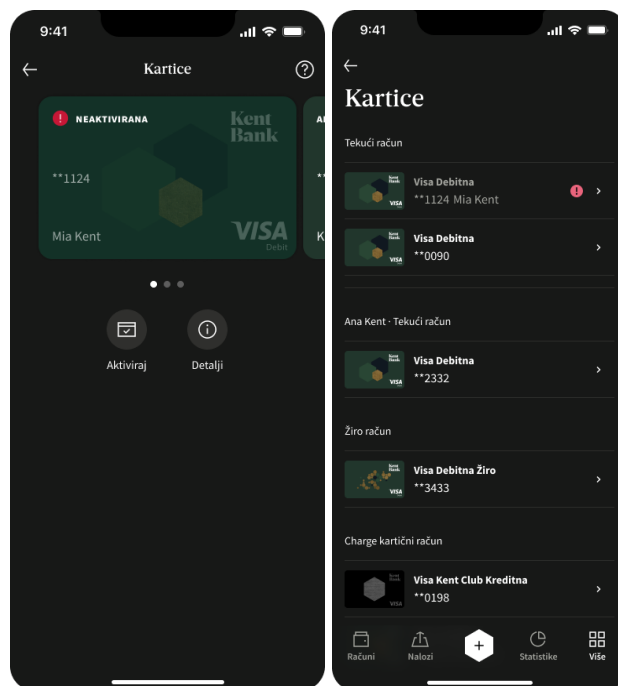 9:41
Kartice
NEAKTIVIRANA
Kent
Bank
**1124
Mia Kent
VISA
Debit
Aktiviraj
Detalji
9:41
Kartice
Tekući račun
Visa Debitna
**1124 Mia Kent
Visa Debitna
**0090
Ana Kent · Tekući račun
Visa Debitna
**2332
Žiro račun
Visa Debitna Žiro
**3433
Charge kartični račun
Visa Kent Club Kreditna
**0198
Računi
Nalozi
Statistike
Više